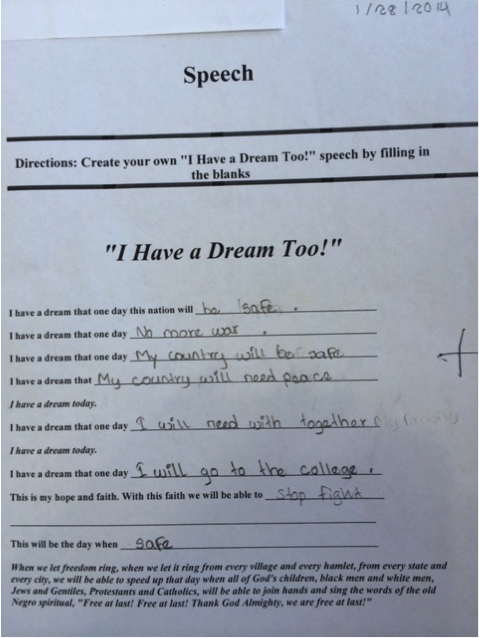 1/28/2014
Speech
Directions: Create your own "I Have a Dream Too!" speech by filling in
the blanks
"I Have a Dream Too!"
I have a dream that one day this nation will be safe.
I have a dream that one day No more war.
I have a dream that one day My country will be safe
I have a dream that My country will need peace
I have a dream today.
I have a dream that one day I will need with together My family
I have a dream today.
I have a dream that one day I will go to the college.
This is my hope and faith. With this faith we will be able to stop fight
This will be the day when safe
When we let freedom ring, when we let it ring from every village and every hamlet, from every state and
every city, we will be able to speed up that day when all of God's children, black men and white men,
Jews and Gentiles, Protestants and Catholics, will be able to join hands and sing the words of the old
Negro spiritual, "Free at last! Free at last! Thank God Almighty, we are free at last!"